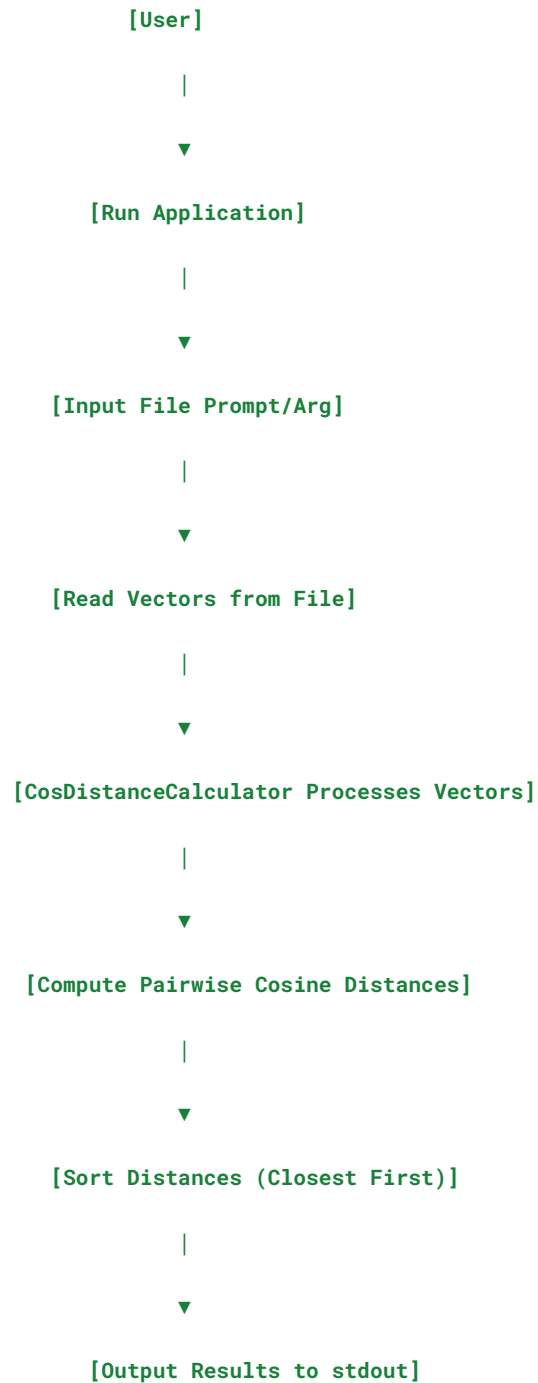 [User]
|
▼
[Run Application]
|
▼
[Input File Prompt/Arg]
|
▼
[Read Vectors from File]
|
▼
[CosDistanceCalculator Processes Vectors]
|
▼
[Compute Pairwise Cosine Distances]
|
▼
[Sort Distances (Closest First)]
|
▼
[Output Results to stdout]